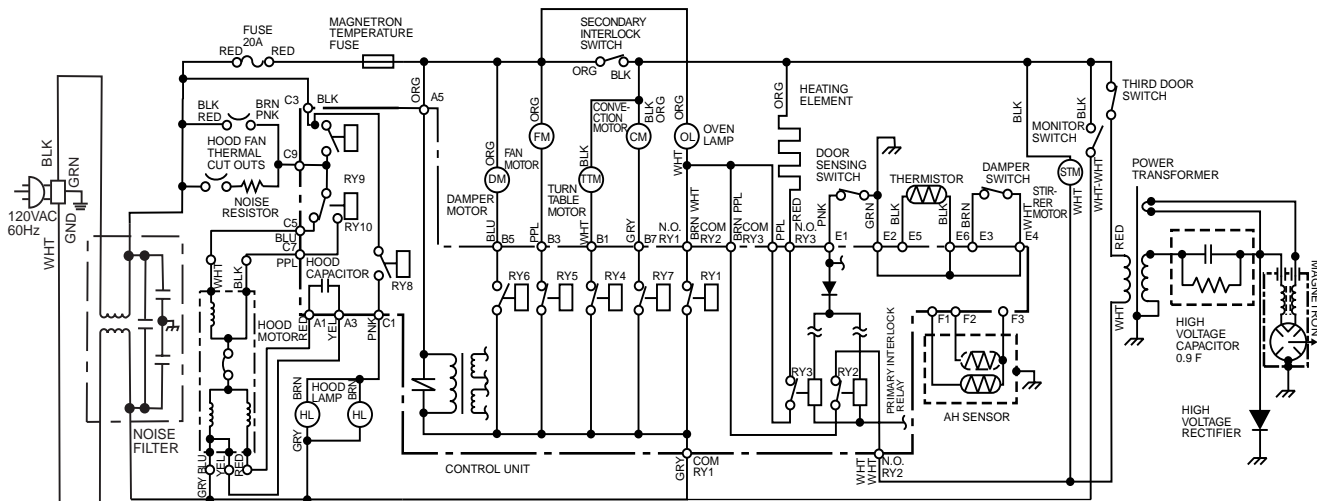 FUSE
20A
RED
RED
MAGNETRON
TEMPERATURE
FUSE
SECONDARY
INTERLOCK
SWITCH
ORG
BLK
HEATING
ELEMENT
THIRD DOOR
SWITCH
MONITOR
SWITCH
BLK
RED
BRN
PNK
HOOD FAN
THERMAL
CUT OUTS
NOISE
RESISTOR
C3
BLK
C9
RY9
C5
BLU
C7
PPL
RY10
ORG
A5
ORG
ORG
BLK
ORG
ORG
ORG
BLK
BLK
CONVE-
CTION
MOTOR
FM
CM
OL
OVEN
LAMP
WHT
DM
FAN
MOTOR
TTM
BLK
DAMPER
MOTOR
TURN
TABLE
MOTOR
DOOR
SENSING
SWITCH
THERMISTOR
DAMPER
SWITCH
STIR-
RER
MOTOR
STM
WHT
WHT-WHT
POWER
TRANSFORMER
BLK
GRN
120VAC
60Hz
WHT
GND
BLU
B5
PPL
B3
WHT
B1
GRY
B7
N.O.
RY1
BRN WHT
COM
RY2
BRN PPL
COM
RY3
PPL
N.O.
RY3
RED
PNK
E1
GRN
E2
BLK
E5
BLK
E6
BRN
E3
WHT
E4
WHT
BLK
HOOD
CAPACITOR
RY8
RY6
RY5
RY4
RY7
RY1
HOOD
MOTOR
RED
A1
YEL
A3
PNK
C1
RED
WHT
HIGH
VOLTAGE
CAPACITOR
0.9 F
MAGNETRON
F1
F2
F3
RY3
RY2
PRIMARY INTERLOCK
RELAY
AH SENSOR
BRN
HOOD
LAMP
BRN
HL
HL
GRY
NOISE
FILTER
GRY
BLU
YEL
RED
CONTROL UNIT
GRY
COM
RY1
WHT
WHT
N.O.
RY2
HIGH
VOLTAGE
RECTIFIER